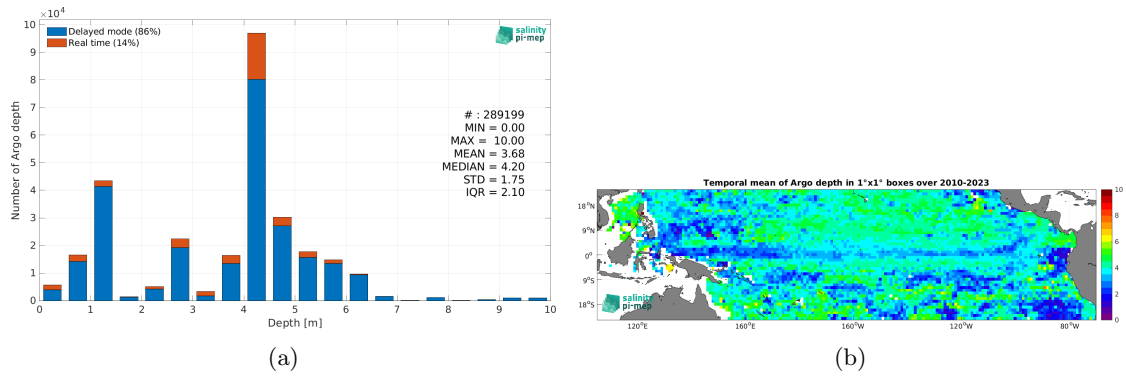 ×10⁴
10
9
8
7
6
5
4
3
2
1
0
Number of Argo depth
Delayed mode (86%)
Real time (14%)
salinity
pi-mep
# : 289199
MIN = 0.00
MAX = 10.00
MEAN = 3.68
MEDIAN = 4.20
STD = 1.75
IQR = 2.10
0 1 2 3 4 5 6 7 8 9 10
Depth [m]
(a)
Temporal mean of Argo depth in 1°x1° boxes over 2010-2023
18°N
9°N
0°
9°S
18°S
salinity
pi-mep
120°E 160°E 160°W 120°W 80°W
10
8
6
4
2
0
(b)